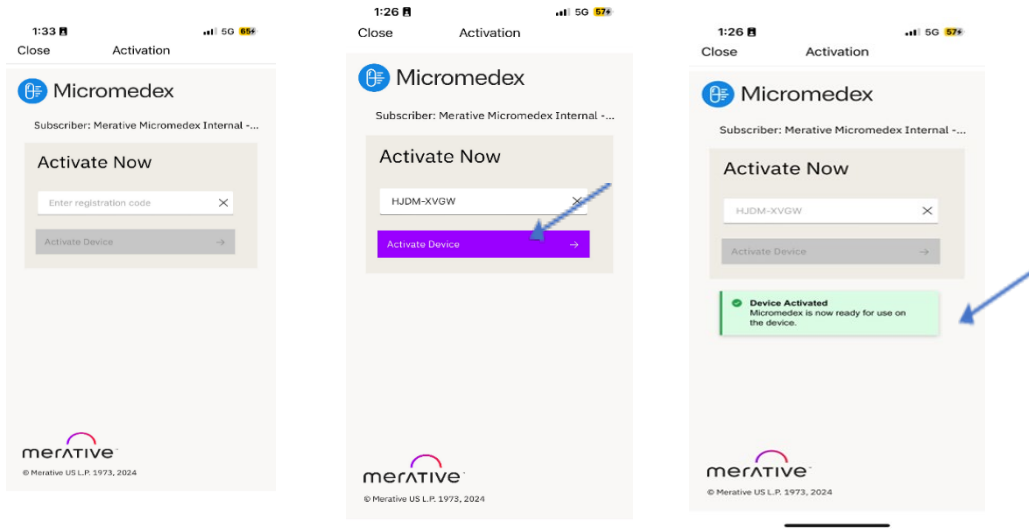 1:33
5G 65
Close Activation
Micromedex
Subscriber: Merative Micromedex Internal -...
Activate Now
Enter registration code
Activate Device
merative
© Merative US L.P. 1973, 2024
1:26
5G 57
Close Activation
Micromedex
Subscriber: Merative Micromedex Internal -...
Activate Now
HJDM-XVGW
Activate Device
merative
© Merative US L.P. 1973, 2024
1:26
5G 57
Close Activation
Micromedex
Subscriber: Merative Micromedex Internal -...
Activate Now
HJDM-XVGW
Activate Device
Device Activated
Micromedex is now ready for use on
the device.
merative
© Merative US L.P. 1973, 2024